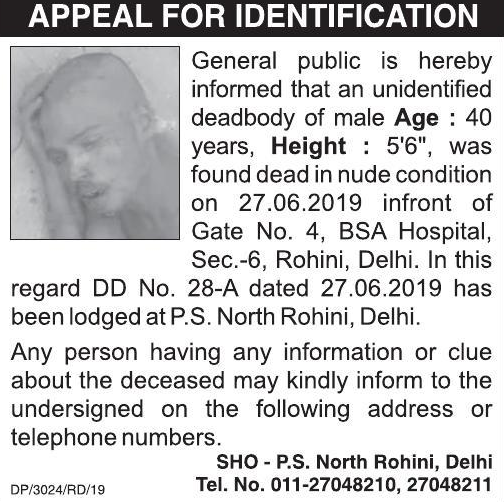 APPEAL FOR IDENTIFICATION
General public is hereby
informed that an unidentified
deadbody of male Age : 40
years, Height : 5'6", was
found dead in nude condition
on 27.06.2019 infront of
Gate No. 4, BSA Hospital,
Sec.-6, Rohini, Delhi. In this
regard DD No. 28-A dated 27.06.2019 has
been lodged at P.S. North Rohini, Delhi.
Any person having any information or clue
about the deceased may kindly inform to the
undersigned on the following address or
telephone numbers.
SHO - P.S. North Rohini, Delhi
DP/3024/RD/19 Tel. No. 011-27048210, 27048211